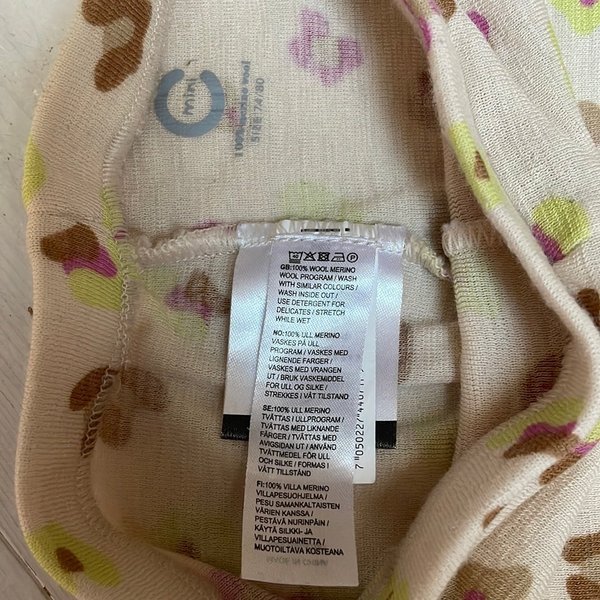 mini
100% merino wool
SIZE: 74/80
GB:100% WOOL MERINO
WOOL PROGRAM / WASH
WITH SIMILAR COLOURS /
WASH INSIDE OUT /
USE DETERGENT FOR
DELICATES / STRETCH
WHILE WET
NO:100% ULL MERINO
VASKES PÅ ULL
PROGRAM / VASKES MED
LIGNENDE FARGER /
VASKES MED VRANGEN
UT / BRUK VASKEMIDDEL
FOR ULL OG SILKE /
STREKKES I VÅT TILSTAND
SE:100% ULL MERINO
TVÄTTAS I ULLPROGRAM /
TVÄTTAS MED LIKNANDE
FÄRGER / TVÄTTAS MED
AVIGSIDAN UT / ANVÄND
TVÄTTMEDEL FÖR ULL
OCH SILKE / FORMAS I
VÅTT TILLSTÅND
FI:100% VILLA MERINO
VILLAPESUOHJELMA /
PESU SAMANKALTAISTEN
VÄRIEN KANSSA /
PESTÄVÄ NURINPÄIN /
KÄYTÄ SILKKI- JA
VILLAPESUAINETTA /
MUOTOILTAVA KOSTEANA
MADE IN CHINA